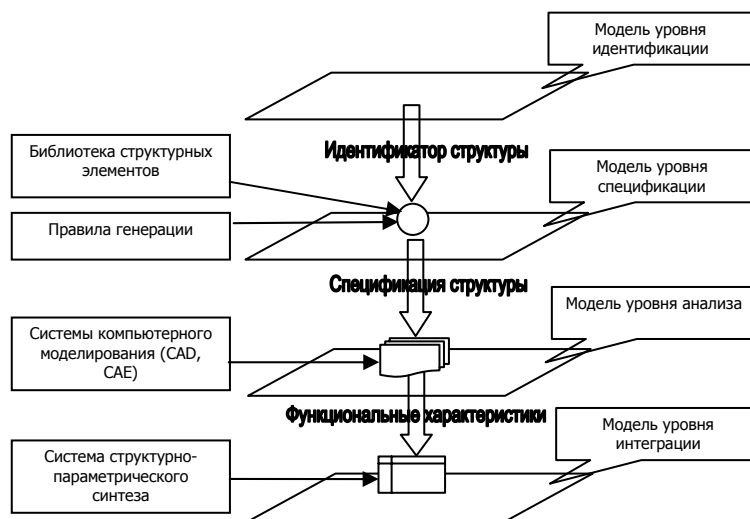 Модель уровня
идентификации
Идентификатор структуры
Библиотека структурных
элементов
Модель уровня
спецификации
Правила генерации
Спецификация структуры
Модель уровня анализа
Системы компьютерного
моделирования (CAD,
CAE)
Функциональные характеристики
Модель уровня
интеграции
Система структурно-
параметрического
синтеза